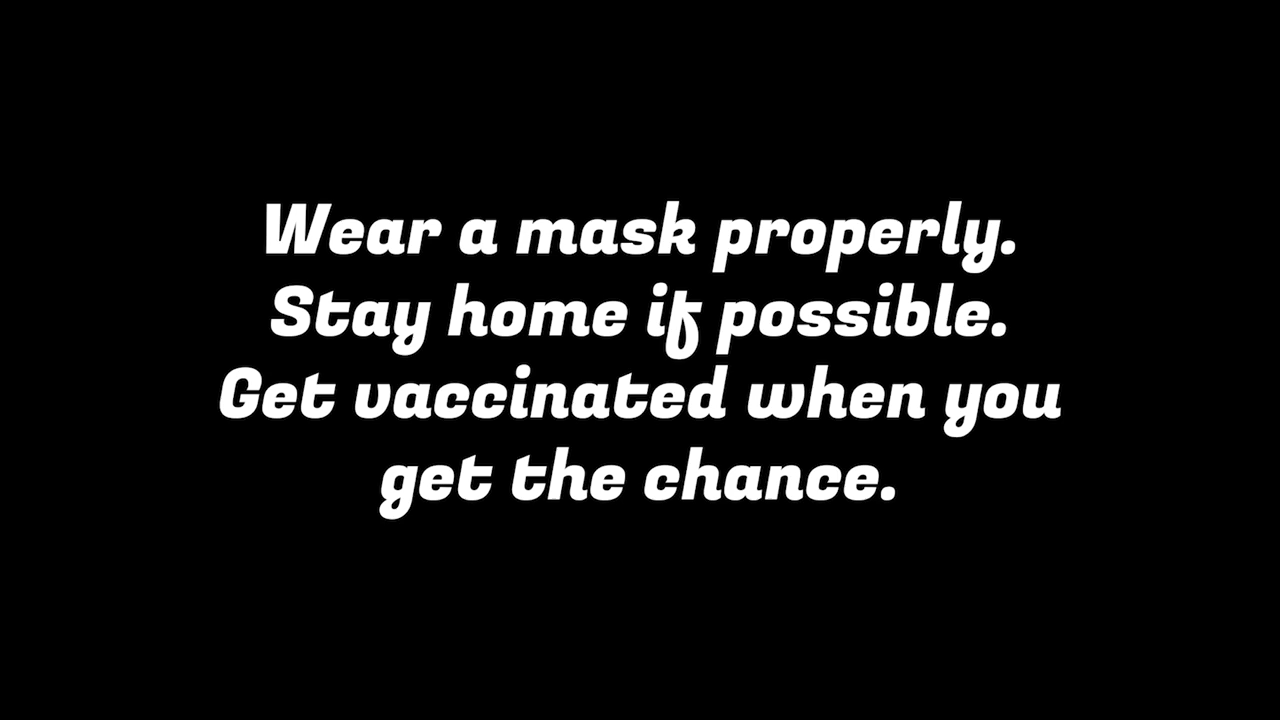 Wear a mask properly.
Stay home if possible.
Get vaccinated when you
get the chance.